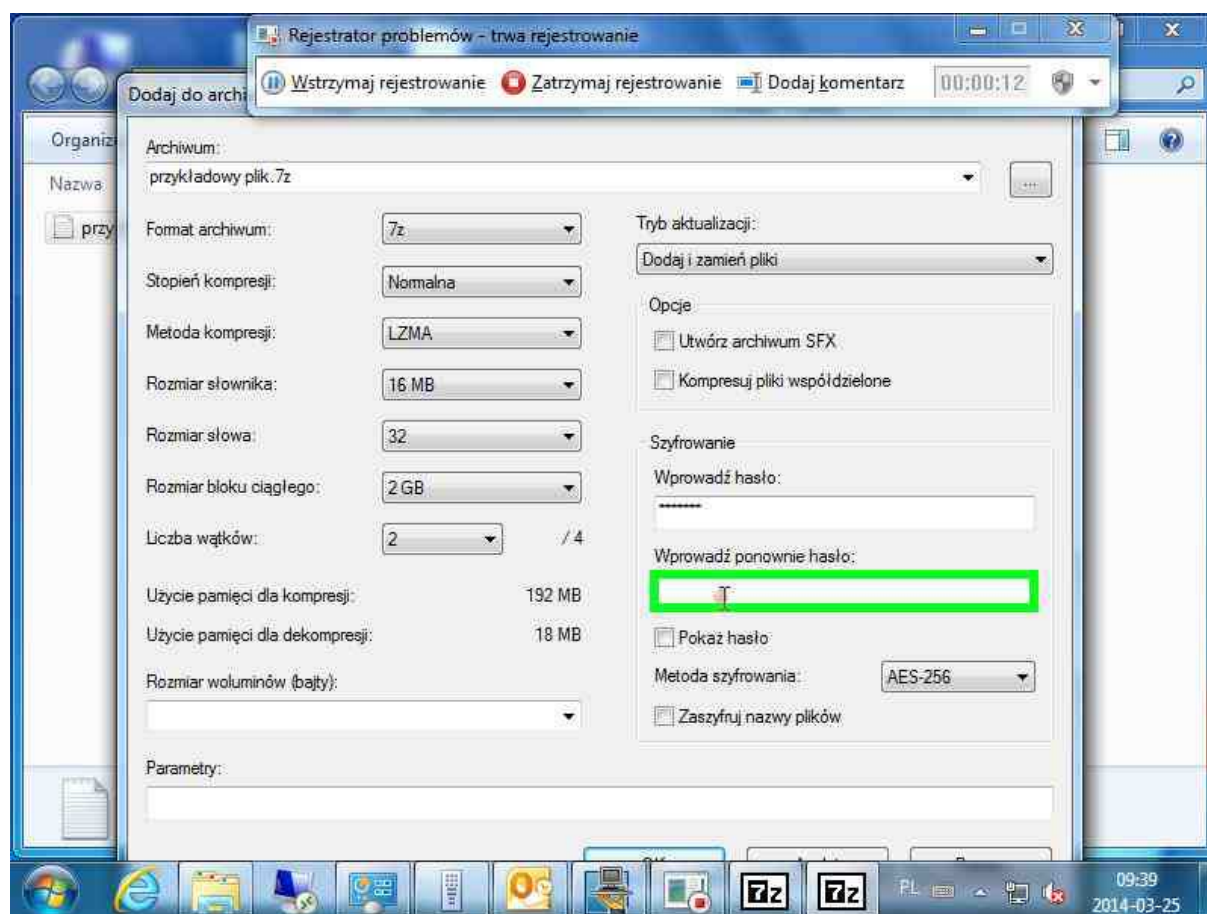 Rejestrator problemów - trwa rejestrowanie
Wstrzymaj rejestrowanie Zatrzymaj rejestrowanie Dodaj komentarz 00:00:12
Dodaj do archi
Organiz
Nazwa
przy
Archiwum:
przykładowy plik.7z
...
Format archiwum: 7z
Stopień kompresji: Normalna
Metoda kompresji: LZMA
Rozmiar słownika: 16 MB
Rozmiar słowa: 32
Rozmiar bloku ciągłego: 2 GB
Liczba wątków: 2 / 4
Użycie pamięci dla kompresji: 192 MB
Użycie pamięci dla dekompresji: 18 MB
Rozmiar woluminów (bajty):
Tryb aktualizacji:
Dodaj i zamień pliki
Opcje
Utwórz archiwum SFX
Kompresuj pliki współdzielone
Szyfrowanie
Wprowadź hasło:
*******
Wprowadź ponownie hasło:
Pokaż hasło
Metoda szyfrowania: AES-256
Zaszyfruj nazwy plików
Parametry:
7z 7z PL 09:39
2014-03-25